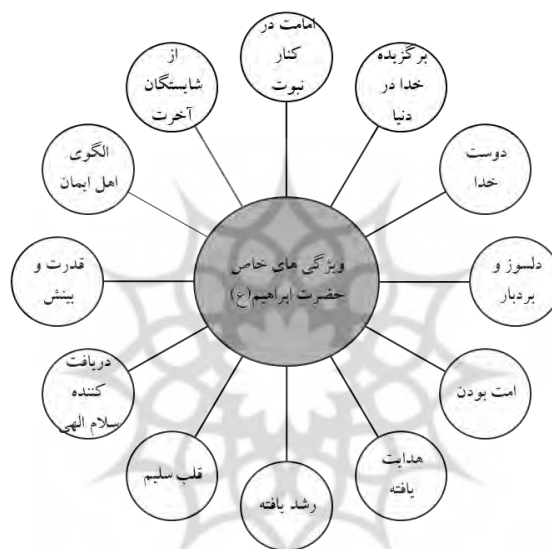 ویژگی های خاص
حضرت ابراهیم(ع)
امامت در
کنار
نبوت
برگزیده
خدا در
دنیا
دوست
خدا
دلسوز و
بردبار
امت بودن
هدایت
یافته
رشد یافته
قلب سلیم
دریافت
کننده
سلام الهی
قدرت و
بینش
الگوی
اهل ایمان
از
شایستگان
آخرت